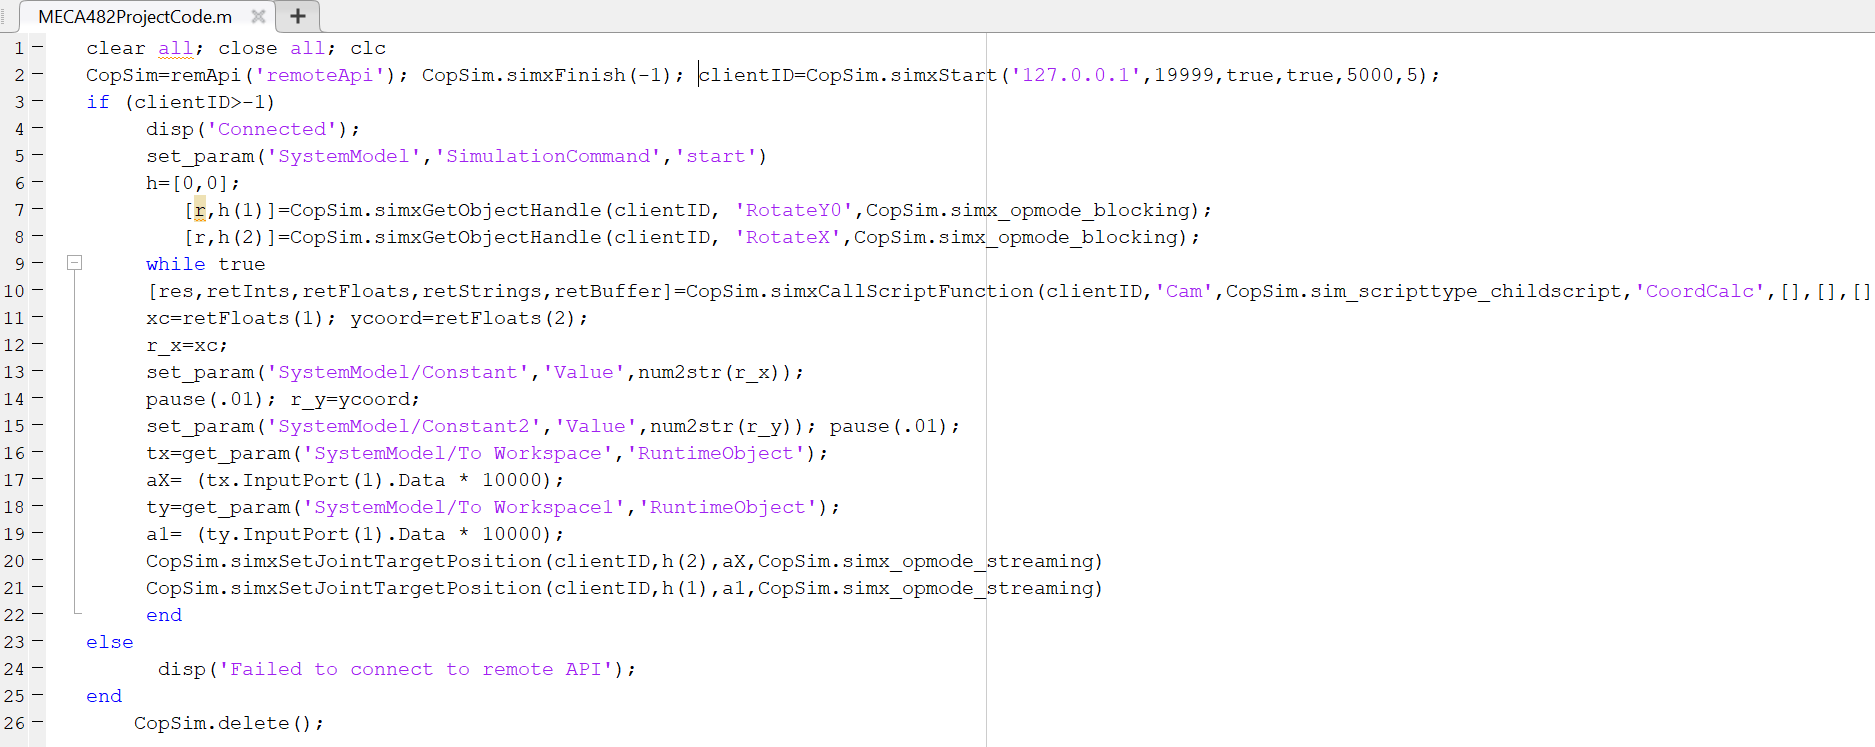 MECA482ProjectCode.m
1 clear all; close all; clc
2 CopSim=remApi('remoteApi'); CopSim.simxFinish(-1); clientID=CopSim.simxStart('127.0.0.1',19999,true,true,5000,5);
3 if (clientID>-1)
4 disp('Connected');
5 set_param('SystemModel','SimulationCommand','start')
6 h=[0,0];
7 [r,h(1)]=CopSim.simxGetObjectHandle(clientID, 'RotateY0',CopSim.simx_opmode_blocking);
8 [r,h(2)]=CopSim.simxGetObjectHandle(clientID, 'RotateX',CopSim.simx_opmode_blocking);
9 while true
10 [res,retInts,retFloats,retStrings,retBuffer]=CopSim.simxCallScriptFunction(clientID,'Cam',CopSim.sim_scripttype_childscript,'CoordCalc',[],[],[]
11 xc=retFloats(1); ycoord=retFloats(2);
12 r_x=xc;
13 set_param('SystemModel/Constant','Value',num2str(r_x));
14 pause(.01); r_y=ycoord;
15 set_param('SystemModel/Constant2','Value',num2str(r_y)); pause(.01);
16 tx=get_param('SystemModel/To Workspace','RuntimeObject');
17 aX= (tx.InputPort(1).Data * 10000);
18 ty=get_param('SystemModel/To Workspace1','RuntimeObject');
19 a1= (ty.InputPort(1).Data * 10000);
20 CopSim.simxSetJointTargetPosition(clientID,h(2),aX,CopSim.simx_opmode_streaming)
21 CopSim.simxSetJointTargetPosition(clientID,h(1),a1,CopSim.simx_opmode_streaming)
22 end
23 else
24 disp('Failed to connect to remote API');
25 end
26 CopSim.delete();